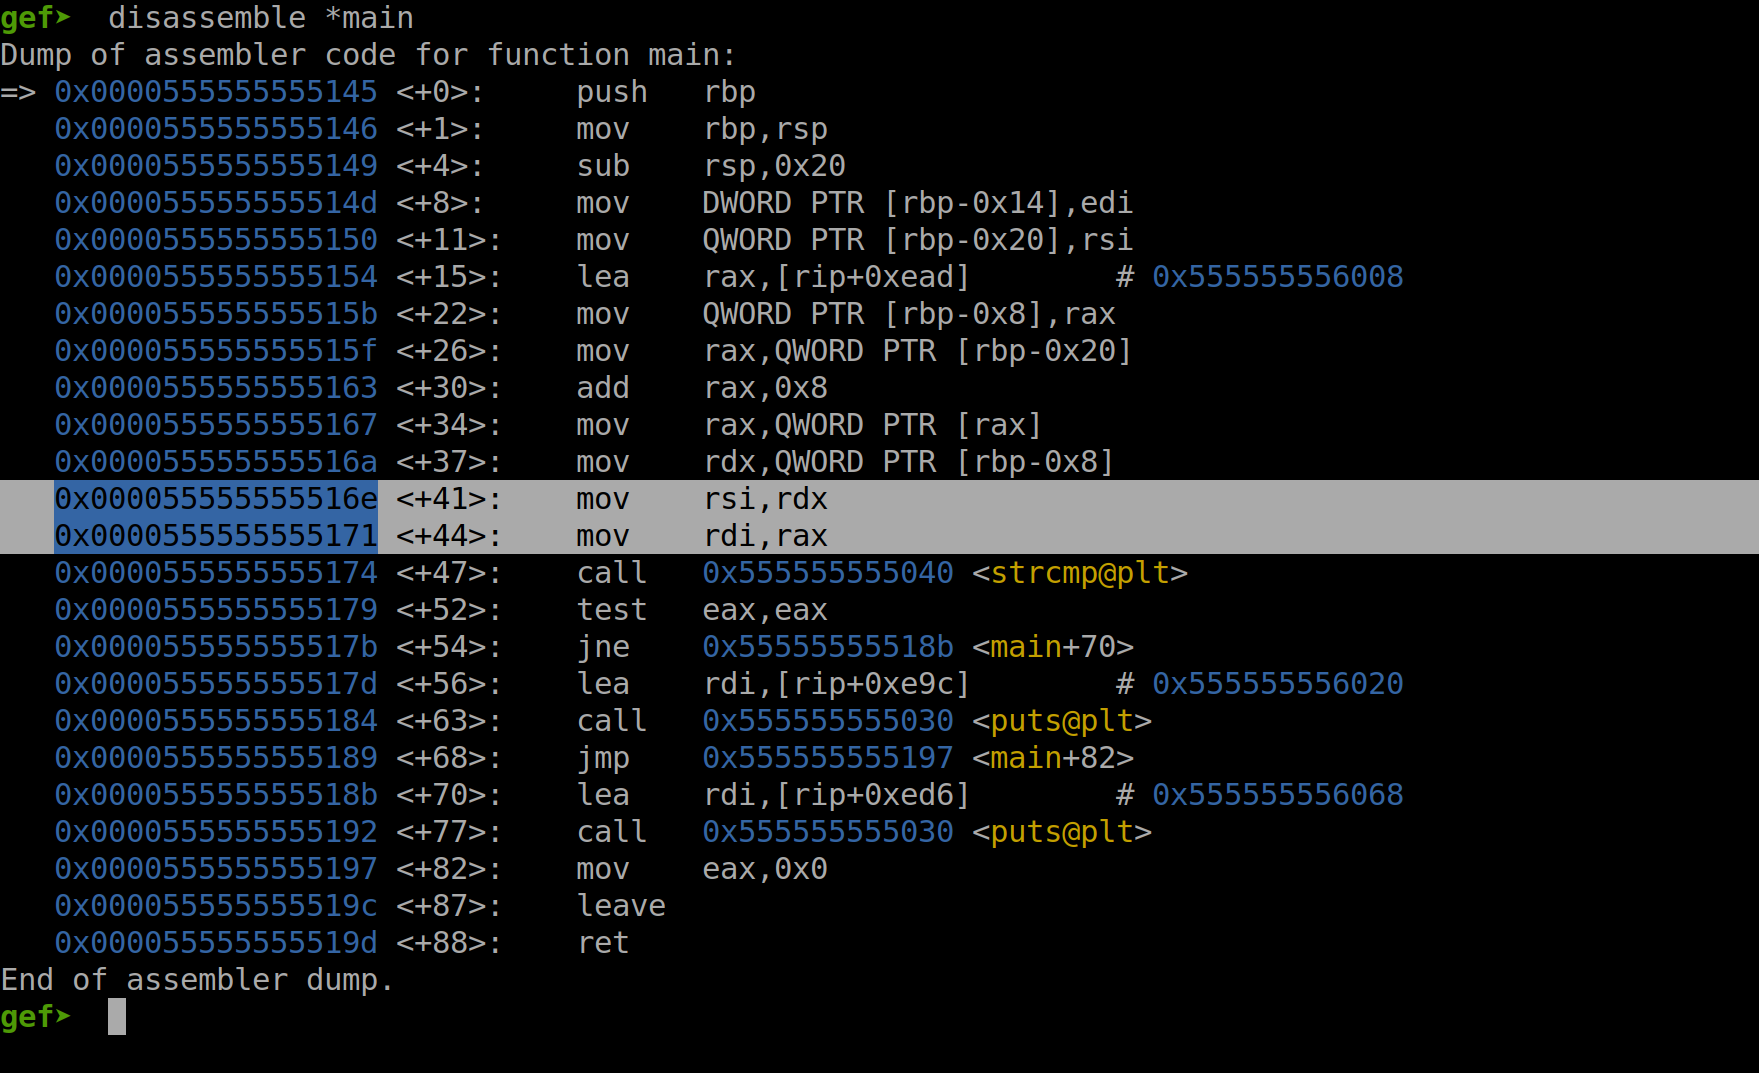 gef➤  disassemble *main
Dump of assembler code for function main:
=> 0x0000555555555145 <+0>:     push   rbp
   0x0000555555555146 <+1>:     mov    rbp,rsp
   0x0000555555555149 <+4>:     sub    rsp,0x20
   0x000055555555514d <+8>:     mov    DWORD PTR [rbp-0x14],edi
   0x0000555555555150 <+11>:    mov    QWORD PTR [rbp-0x20],rsi
   0x0000555555555154 <+15>:    lea    rax,[rip+0xead]        # 0x555555556008
   0x000055555555515b <+22>:    mov    QWORD PTR [rbp-0x8],rax
   0x000055555555515f <+26>:    mov    rax,QWORD PTR [rbp-0x20]
   0x0000555555555163 <+30>:    add    rax,0x8
   0x0000555555555167 <+34>:    mov    rax,QWORD PTR [rax]
   0x000055555555516a <+37>:    mov    rdx,QWORD PTR [rbp-0x8]
   0x000055555555516e <+41>:    mov    rsi,rdx
   0x0000555555555171 <+44>:    mov    rdi,rax
   0x0000555555555174 <+47>:    call   0x555555555040 <strcmp@plt>
   0x0000555555555179 <+52>:    test   eax,eax
   0x000055555555517b <+54>:    jne    0x55555555518b <main+70>
   0x000055555555517d <+56>:    lea    rdi,[rip+0xe9c]        # 0x555555556020
   0x0000555555555184 <+63>:    call   0x555555555030 <puts@plt>
   0x0000555555555189 <+68>:    jmp    0x555555555197 <main+82>
   0x000055555555518b <+70>:    lea    rdi,[rip+0xed6]        # 0x555555556068
   0x0000555555555192 <+77>:    call   0x555555555030 <puts@plt>
   0x0000555555555197 <+82>:    mov    eax,0x0
   0x000055555555519c <+87>:    leave
   0x000055555555519d <+88>:    ret
End of assembler dump.
gef➤